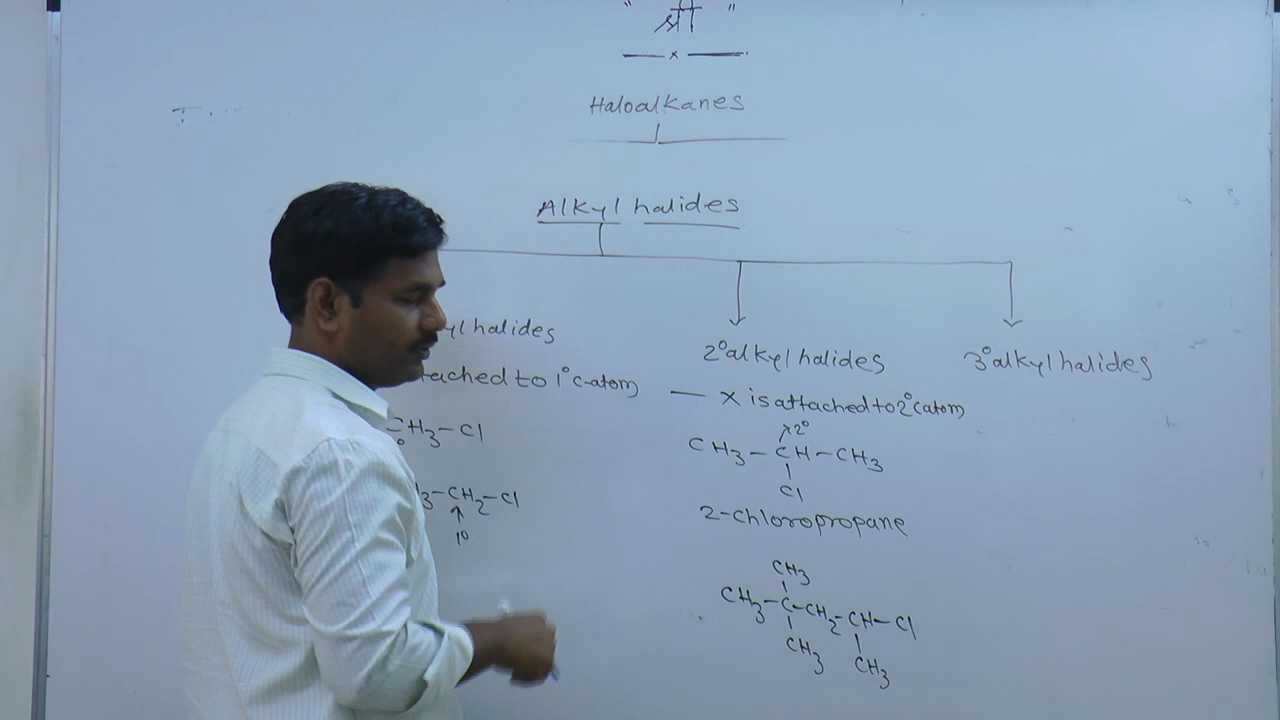 " श्री "
— x —
Haloalkanes
Alkyl halides
yl halides
2° alkyl halides
3° alkyl halides
tached to 1° c-atom
— X is attached to 2° C atom
CH3-Cl
2°
CH3-CH-CH3
Cl
3-CH2-Cl
1°
2-chloropropane
CH3
CH3-C-CH2-CH-Cl
CH3 CH3